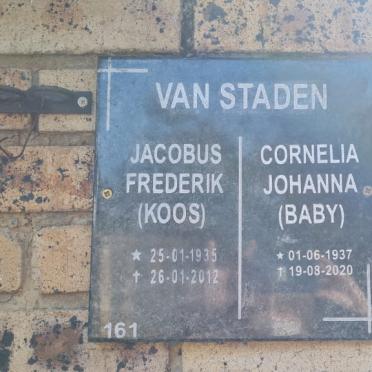 VAN STADEN
JACOBUS
FREDERIK
(KOOS)
★ 25-01-1935
✝ 26-01-2012
CORNELIA
JOHANNA
(BABY)
★ 01-06-1937
✝ 19-08-2020
161